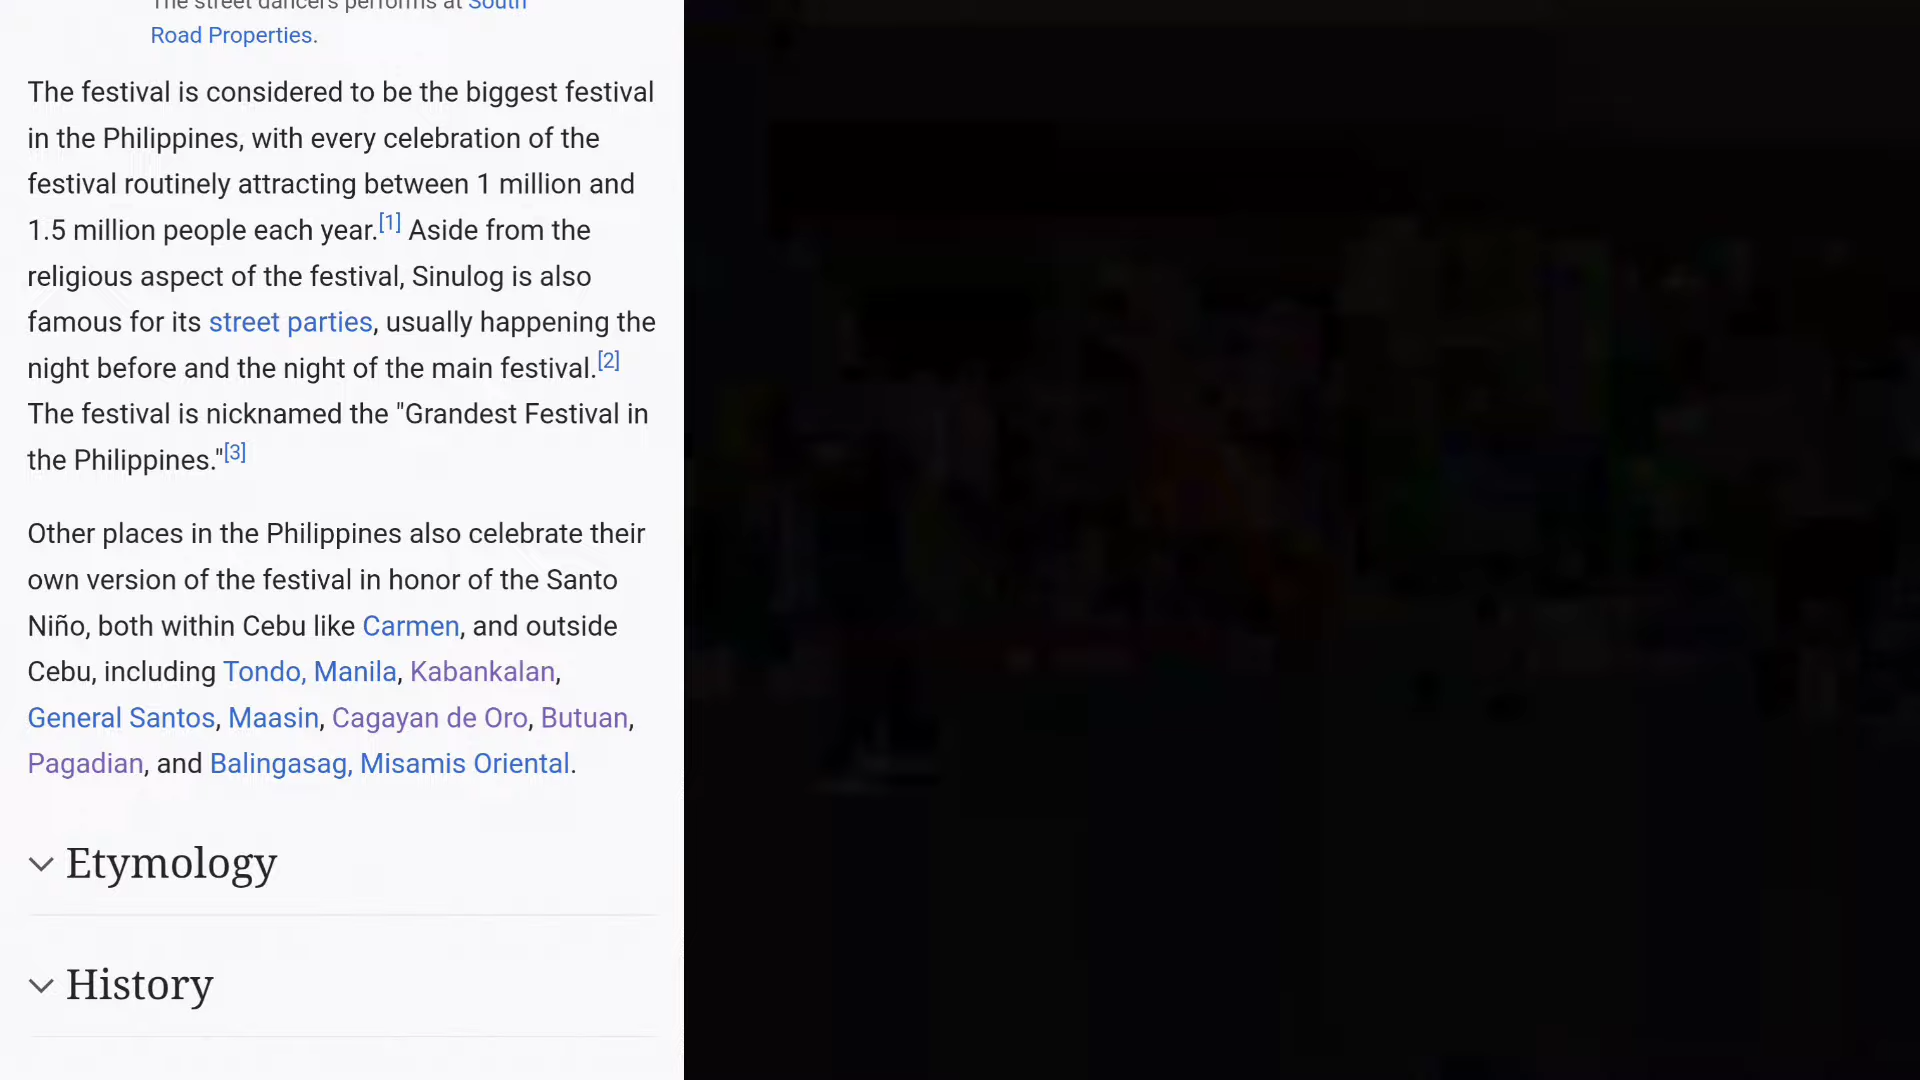 The street dancers performs at South
Road Properties.
The festival is considered to be the biggest festival
in the Philippines, with every celebration of the
festival routinely attracting between 1 million and
1.5 million people each year.[1] Aside from the
religious aspect of the festival, Sinulog is also
famous for its street parties, usually happening the
night before and the night of the main festival.[2]
The festival is nicknamed the "Grandest Festival in
the Philippines."[3]
Other places in the Philippines also celebrate their
own version of the festival in honor of the Santo
Niño, both within Cebu like Carmen, and outside
Cebu, including Tondo, Manila, Kabankalan,
General Santos, Maasin, Cagayan de Oro, Butuan,
Pagadian, and Balingasag, Misamis Oriental.
Etymology
History